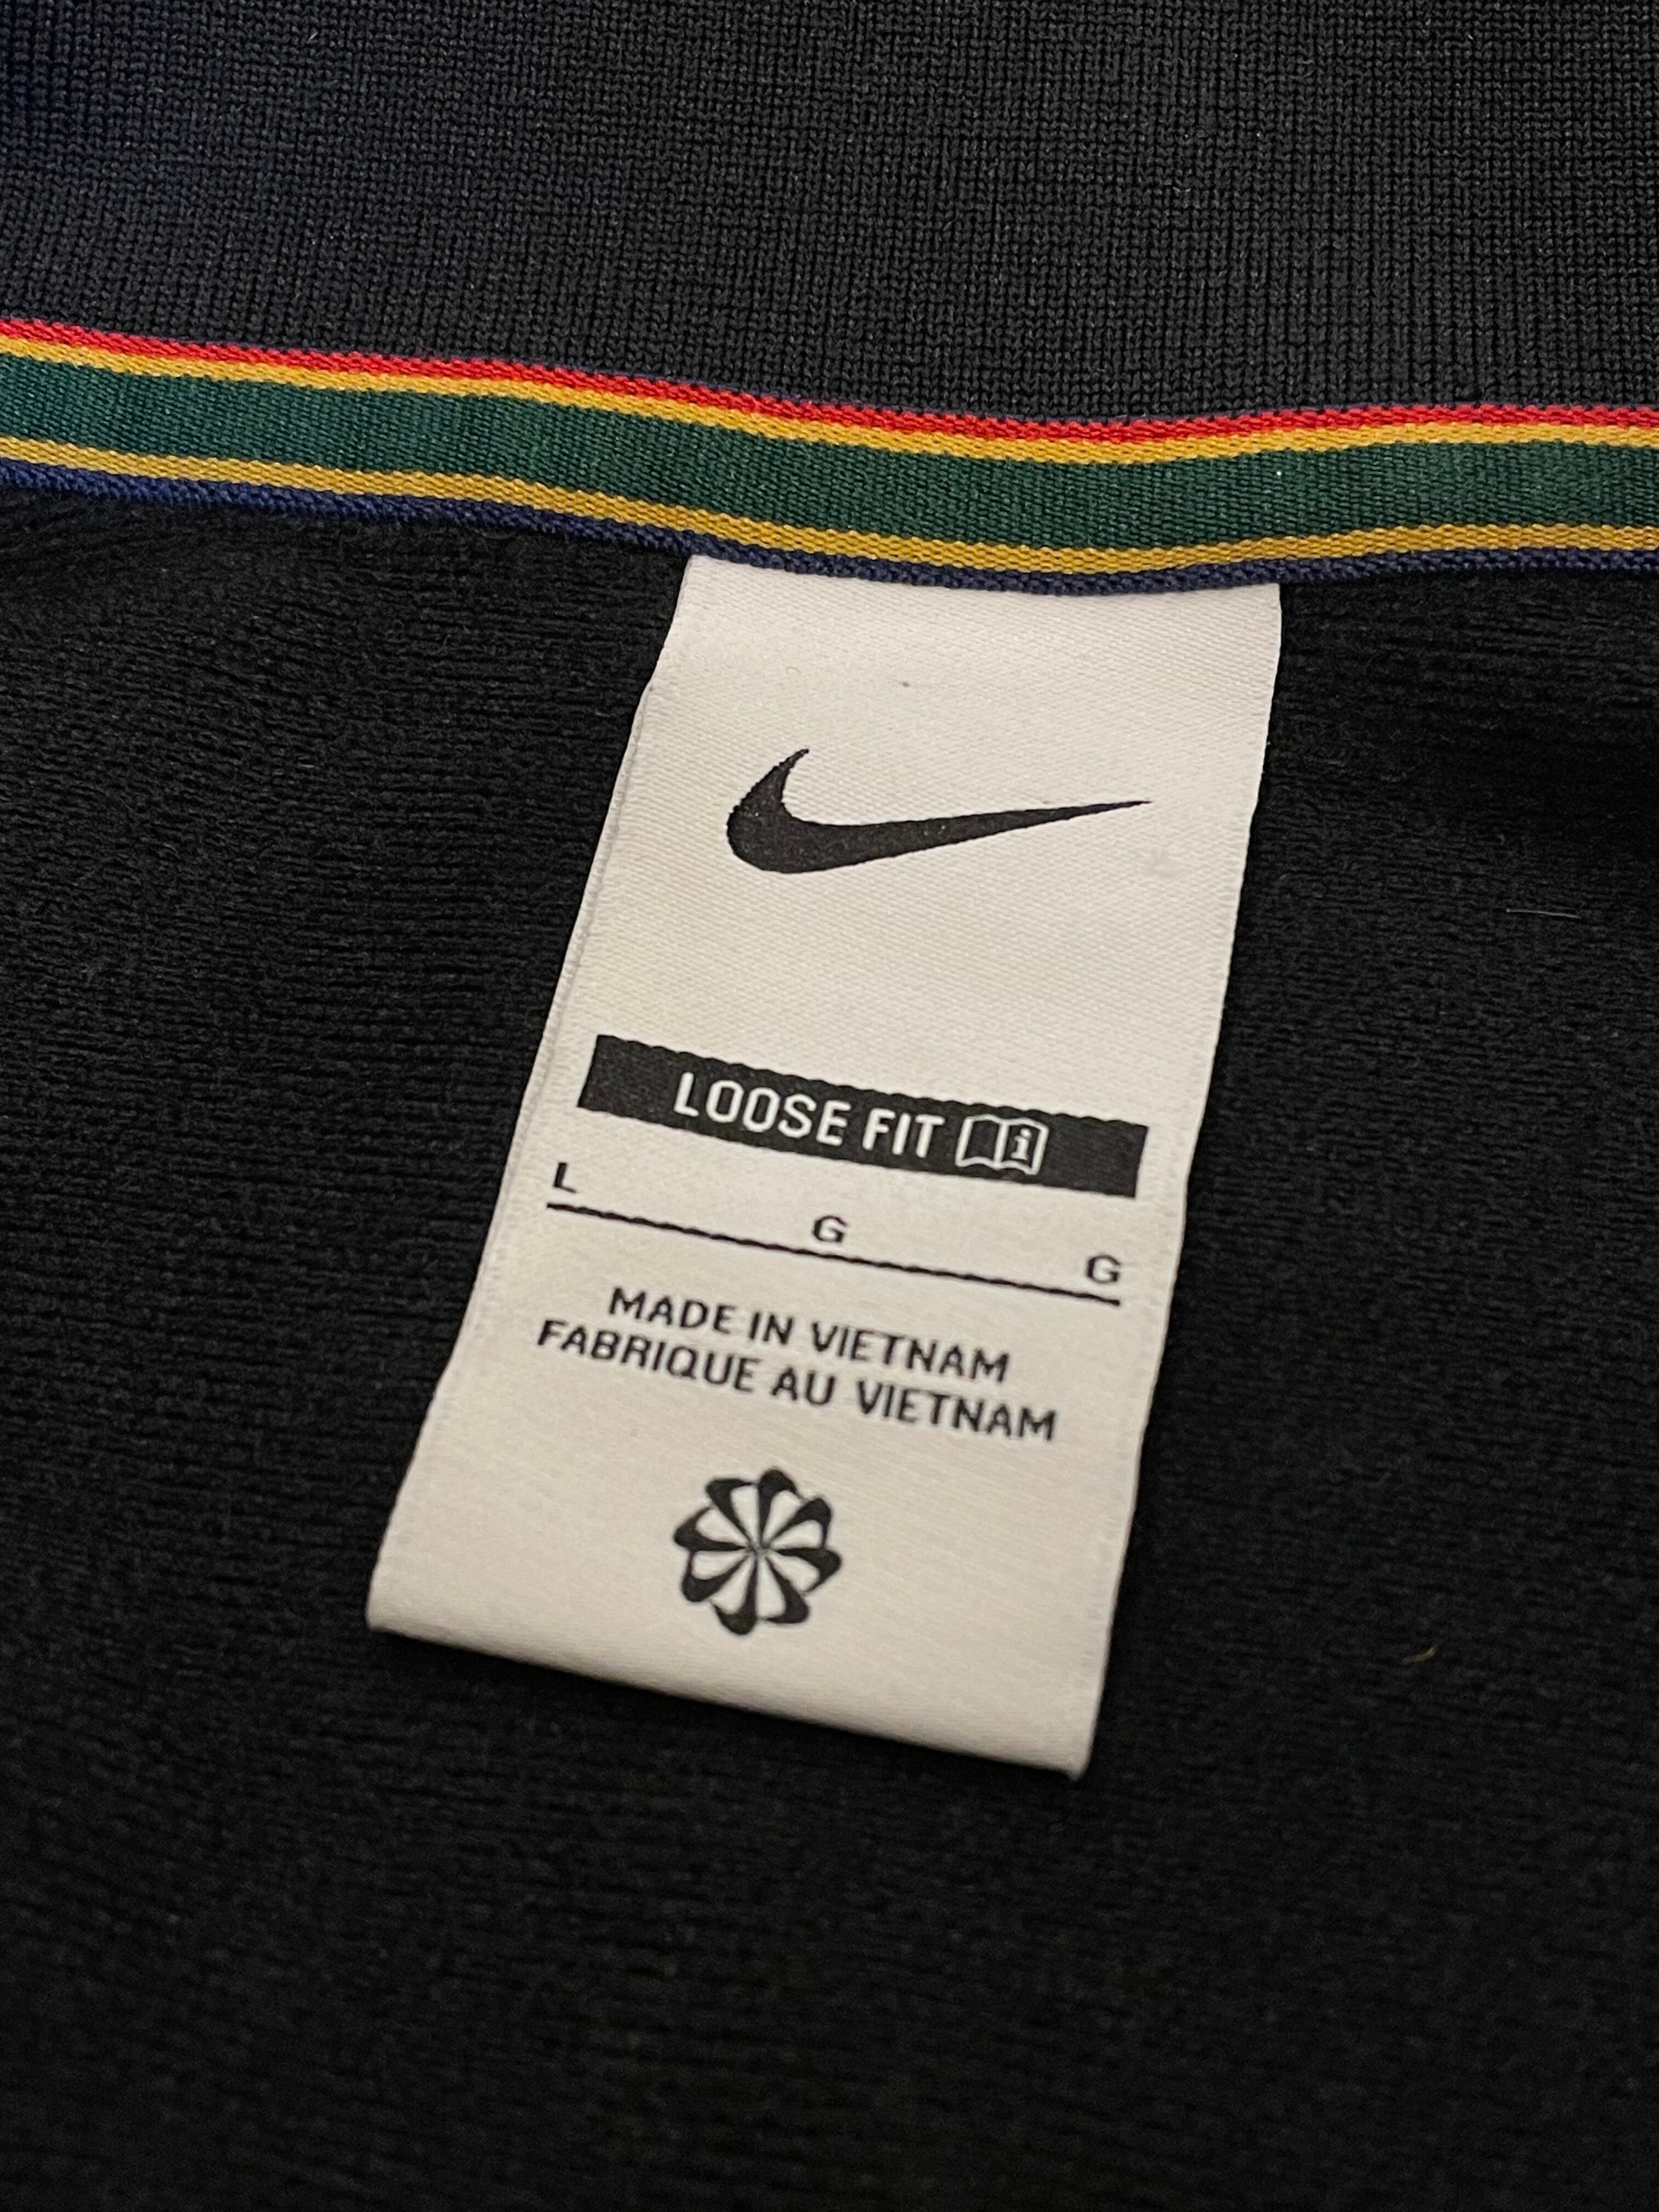 LOOSE FIT
L G G
MADE IN VIETNAM
FABRIQUE AU VIETNAM